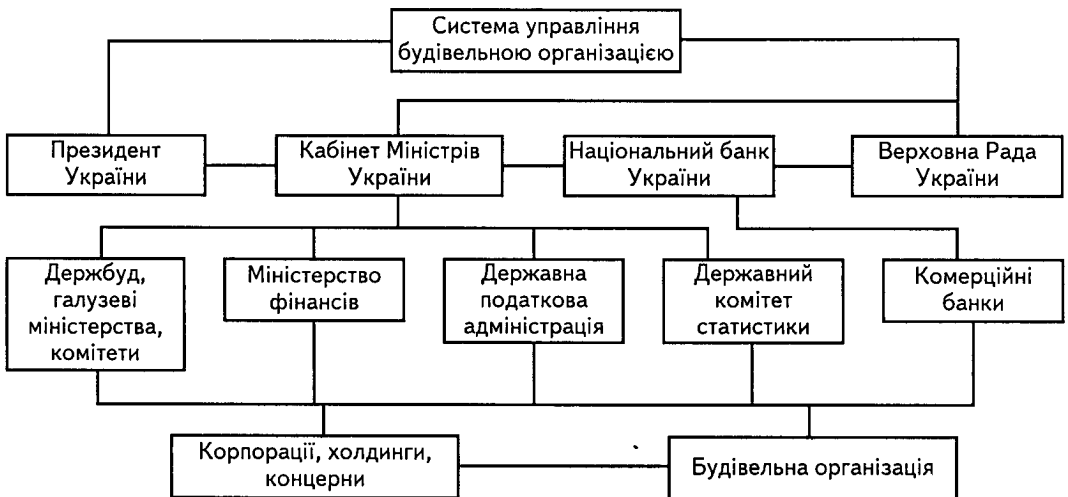 Система управління
будівельною організацією
Президент
України
Кабінет Міністрів
України
Національний банк
України
Верховна Рада
України
Держбуд,
галузеві
міністерства,
комітети
Міністерство
фінансів
Державна
податкова
адміністрація
Державний
комітет
статистики
Комерційні
банки
Корпорації, холдинги,
концерни
Будівельна організація